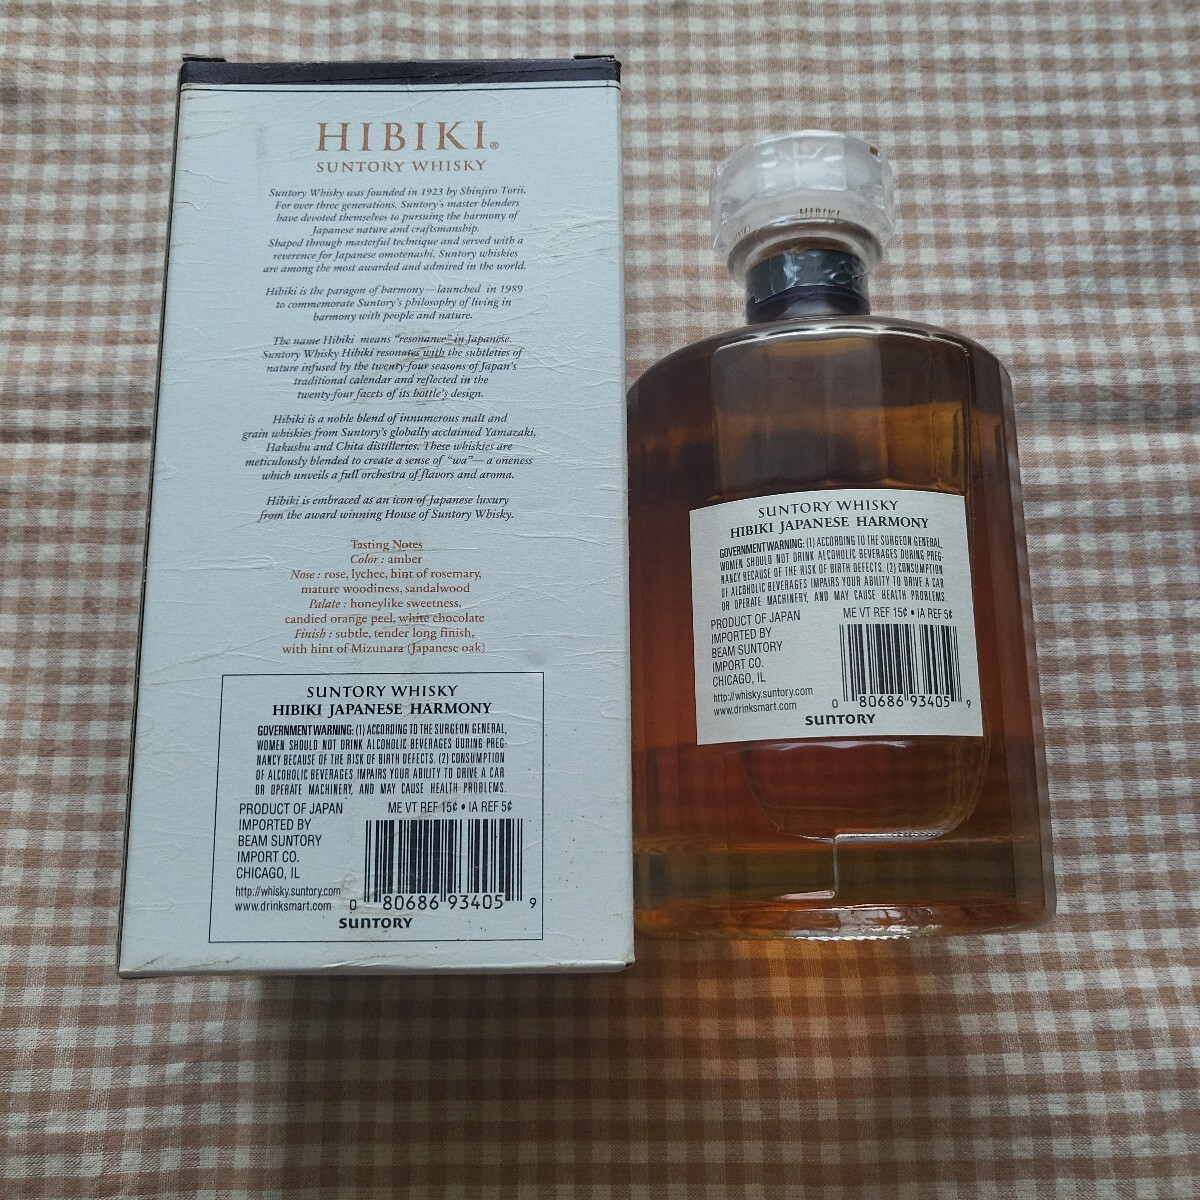 HIBIKI®
SUNTORY WHISKY
Suntory Whisky was founded in 1923 by Shinjiro Torii.
For over three generations, Suntory's master blenders
have devoted themselves to pursuing the harmony of
Japanese nature and craftsmanship.
Shaped through masterful technique and served with a
reverence for Japanese omotenashi, Suntory whiskies
are among the most awarded and admired in the world.
Hibiki is the paragon of harmony—launched in 1989
to commemorate Suntory's philosophy of living in
harmony with people and nature.
The name Hibiki means "resonance" in Japanese.
Suntory Whisky Hibiki resonates with the subtleties of
nature infused by the twenty-four seasons of Japan's
traditional calendar and reflected in the
twenty-four facets of its bottle's design.
Hibiki is a noble blend of innumerous malt and
grain whiskies from Suntory's globally acclaimed Yamazaki,
Hakushu and Chita distilleries. These whiskies are
meticulously blended to create a sense of "wa"— a oneness
which unveils a full orchestra of flavors and aroma.
Hibiki is embraced as an icon of Japanese luxury
from the award winning House of Suntory Whisky.
Tasting Notes
Color : amber
Nose : rose, lychee, hint of rosemary,
mature woodiness, sandalwood
Palate : honeylike sweetness,
candied orange peel, white chocolate
Finish : subtle, tender long finish,
with hint of Mizunara (Japanese oak)
SUNTORY WHISKY
HIBIKI JAPANESE HARMONY
GOVERNMENT WARNING: (1) ACCORDING TO THE SURGEON GENERAL,
WOMEN SHOULD NOT DRINK ALCOHOLIC BEVERAGES DURING PREG-
NANCY BECAUSE OF THE RISK OF BIRTH DEFECTS. (2) CONSUMPTION
OF ALCOHOLIC BEVERAGES IMPAIRS YOUR ABILITY TO DRIVE A CAR
OR OPERATE MACHINERY, AND MAY CAUSE HEALTH PROBLEMS.
PRODUCT OF JAPAN
IMPORTED BY
BEAM SUNTORY
IMPORT CO.
CHICAGO, IL
http://whisky.suntory.com
www.drinksmart.com
ME VT REF 15¢ • IA REF 5¢
0 80686 93405 9
SUNTORY
HIBIKI
SUNTORY WHISKY
HIBIKI JAPANESE HARMONY
GOVERNMENT WARNING: (1) ACCORDING TO THE SURGEON GENERAL,
WOMEN SHOULD NOT DRINK ALCOHOLIC BEVERAGES DURING PREG-
NANCY BECAUSE OF THE RISK OF BIRTH DEFECTS. (2) CONSUMPTION
OF ALCOHOLIC BEVERAGES IMPAIRS YOUR ABILITY TO DRIVE A CAR
OR OPERATE MACHINERY, AND MAY CAUSE HEALTH PROBLEMS.
PRODUCT OF JAPAN
IMPORTED BY
BEAM SUNTORY
IMPORT CO.
CHICAGO, IL
http://whisky.suntory.com
www.drinksmart.com
ME VT REF 15¢ • IA REF 5¢
0 80686 93405 9
SUNTORY